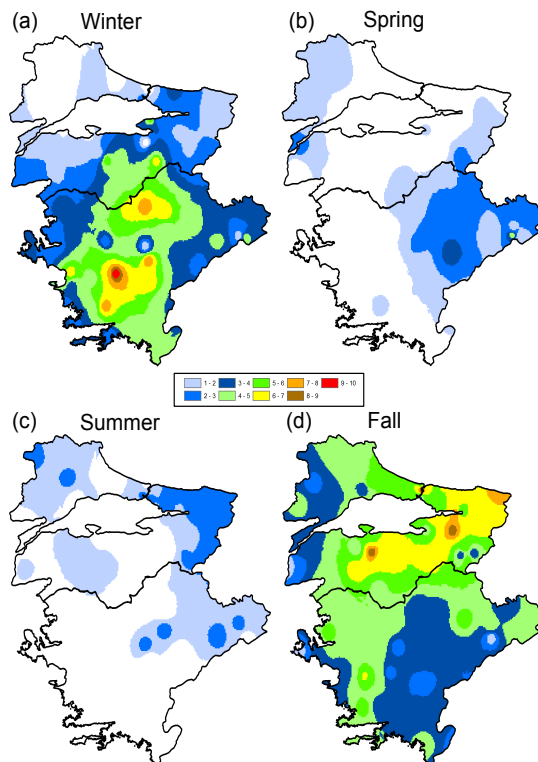 (a) Winter
(b) Spring
1 - 2 3 - 4 5 - 6 7 - 8 9 - 10
2 - 3 4 - 5 6 - 7 8 - 9
(c) Summer
(d) Fall